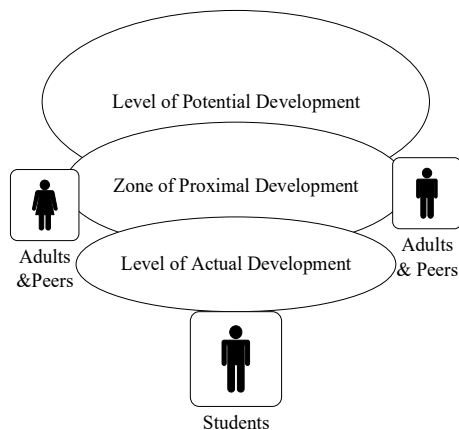 Level of Potential Development
Zone of Proximal Development
Adults
&Peers
Adults
& Peers
Level of Actual Development
Students